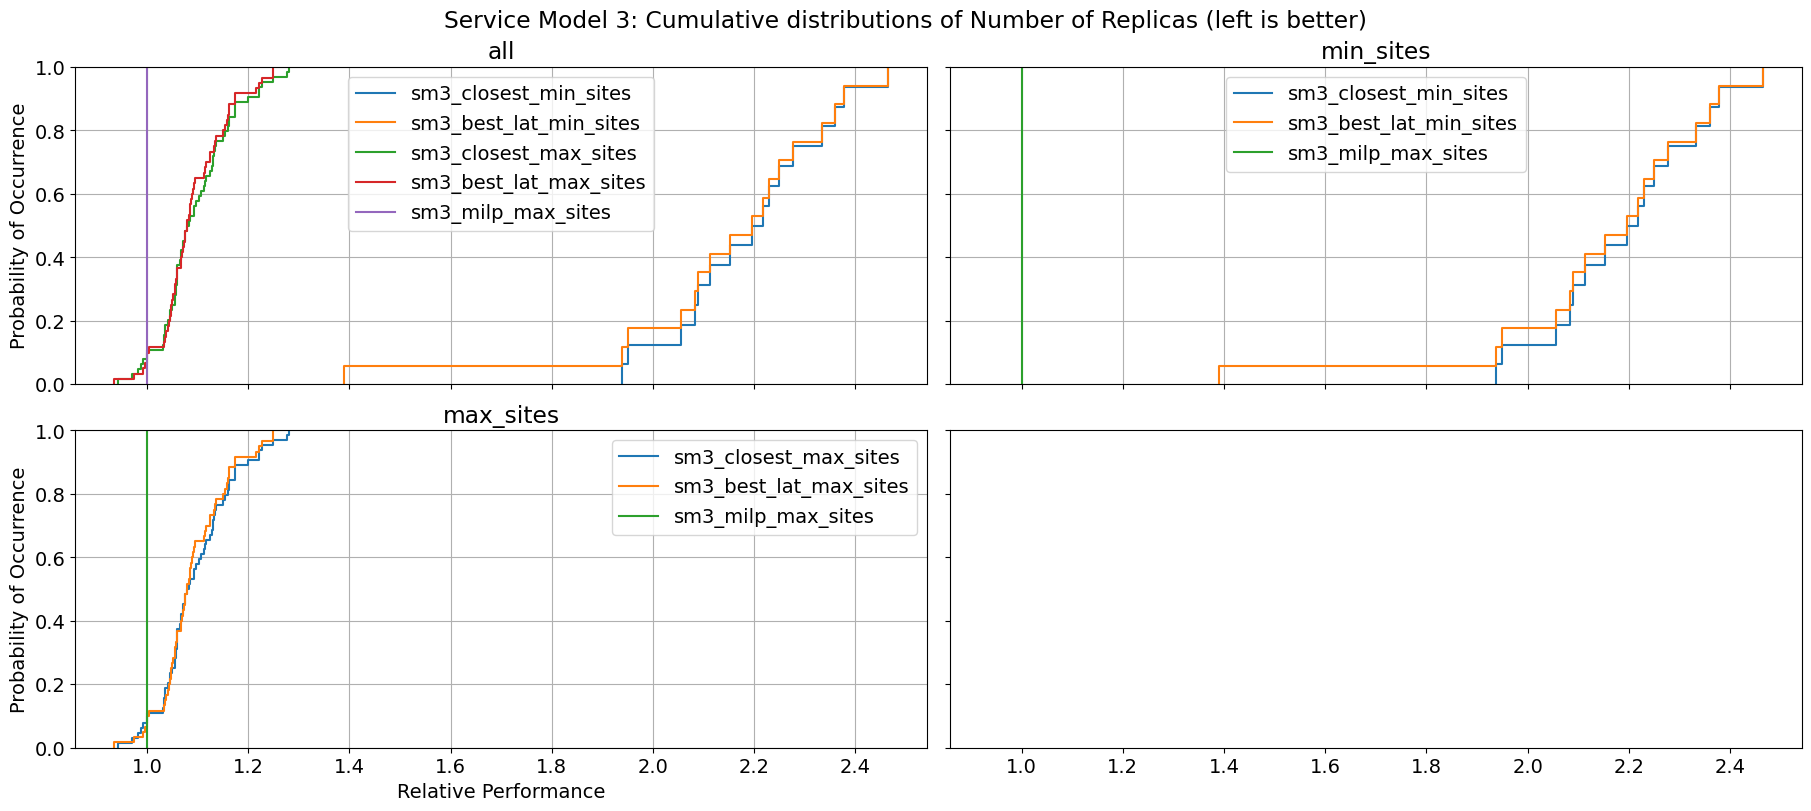 Service Model 3: Cumulative distributions of Number of Replicas (left is better)
all
min_sites
Probability of Occurrence
1.0
0.8
0.6
0.4
0.2
0.0
sm3_closest_min_sites
sm3_best_lat_min_sites
sm3_closest_max_sites
sm3_best_lat_max_sites
sm3_milp_max_sites
sm3_closest_min_sites
sm3_best_lat_min_sites
sm3_milp_max_sites
max_sites
Probability of Occurrence
1.0
0.8
0.6
0.4
0.2
0.0
sm3_closest_max_sites
sm3_best_lat_max_sites
sm3_milp_max_sites
1.0 1.2 1.4 1.6 1.8 2.0 2.2 2.4
Relative Performance
1.0 1.2 1.4 1.6 1.8 2.0 2.2 2.4